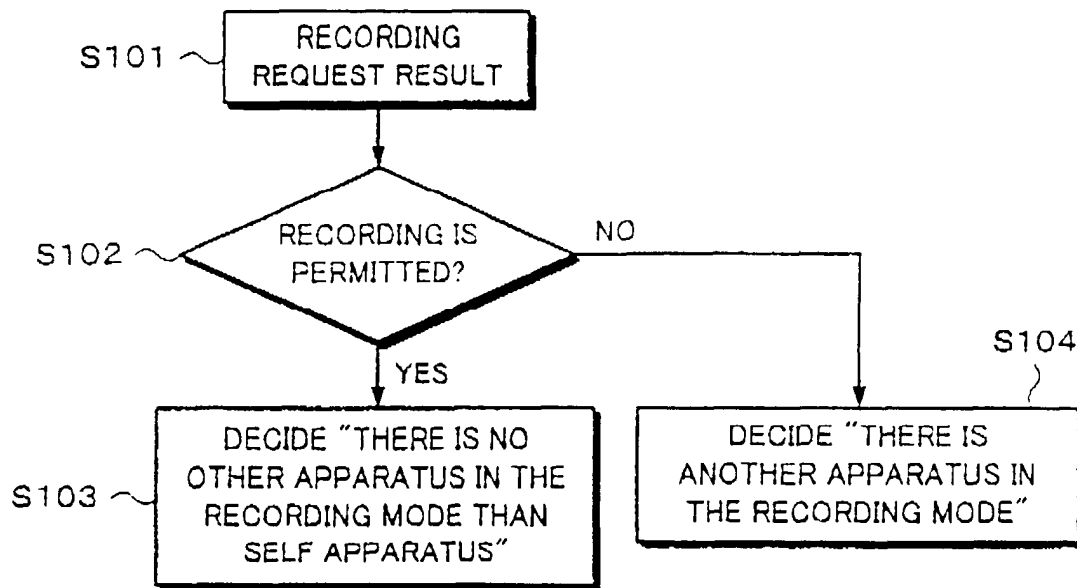 S101
RECORDING
REQUEST RESULT
S102
RECORDING IS
PERMITTED?
NO
YES
S103
DECIDE "THERE IS NO
OTHER APPARATUS IN THE
RECORDING MODE THAN
SELF APPARATUS"
S104
DECIDE "THERE IS
ANOTHER APPARATUS IN
THE RECORDING MODE"